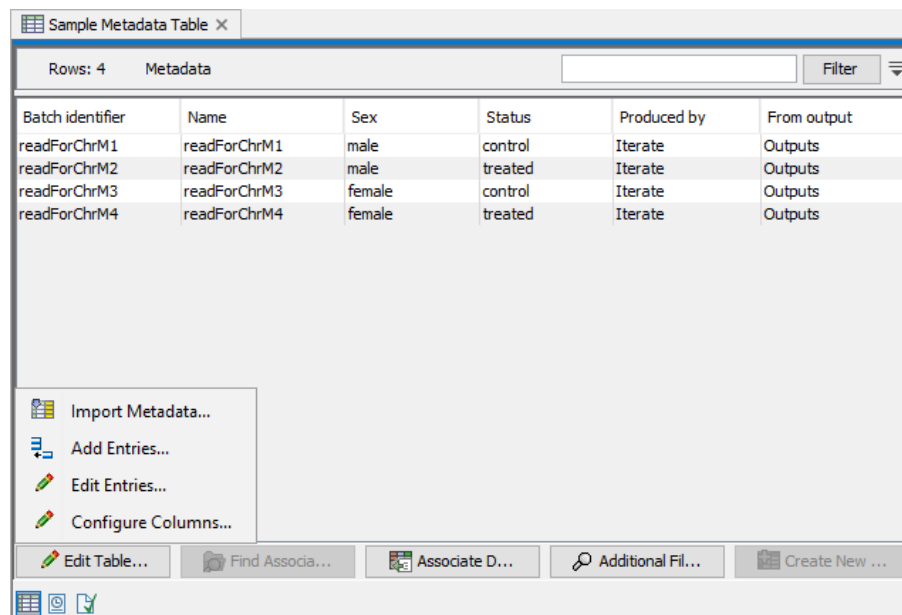 Sample Metadata Table
Rows: 4 Metadata Filter
Batch identifier Name Sex Status Produced by From output
readForChrM1 readForChrM1 male control Iterate Outputs
readForChrM2 readForChrM2 male treated Iterate Outputs
readForChrM3 readForChrM3 female control Iterate Outputs
readForChrM4 readForChrM4 female treated Iterate Outputs
Import Metadata...
Add Entries...
Edit Entries...
Configure Columns...
Edit Table... Find Associa... Associate D... Additional Fil... Create New ...